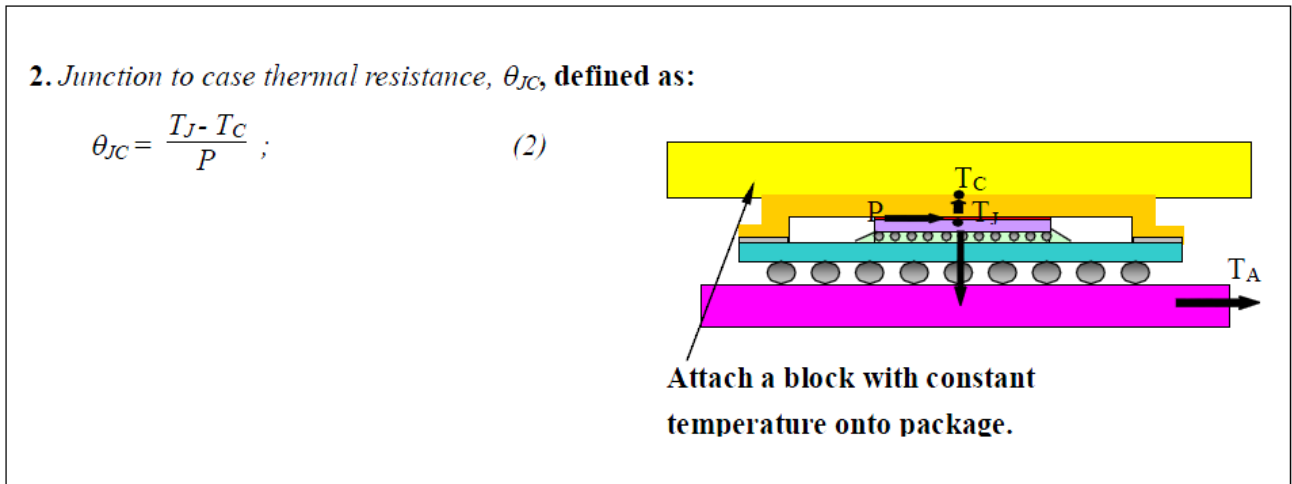 2. Junction to case thermal resistance, θJC, defined as:
θJC = TJ - TC / P ; (2)
TC
P TJ
TA
Attach a block with constant
temperature onto package.